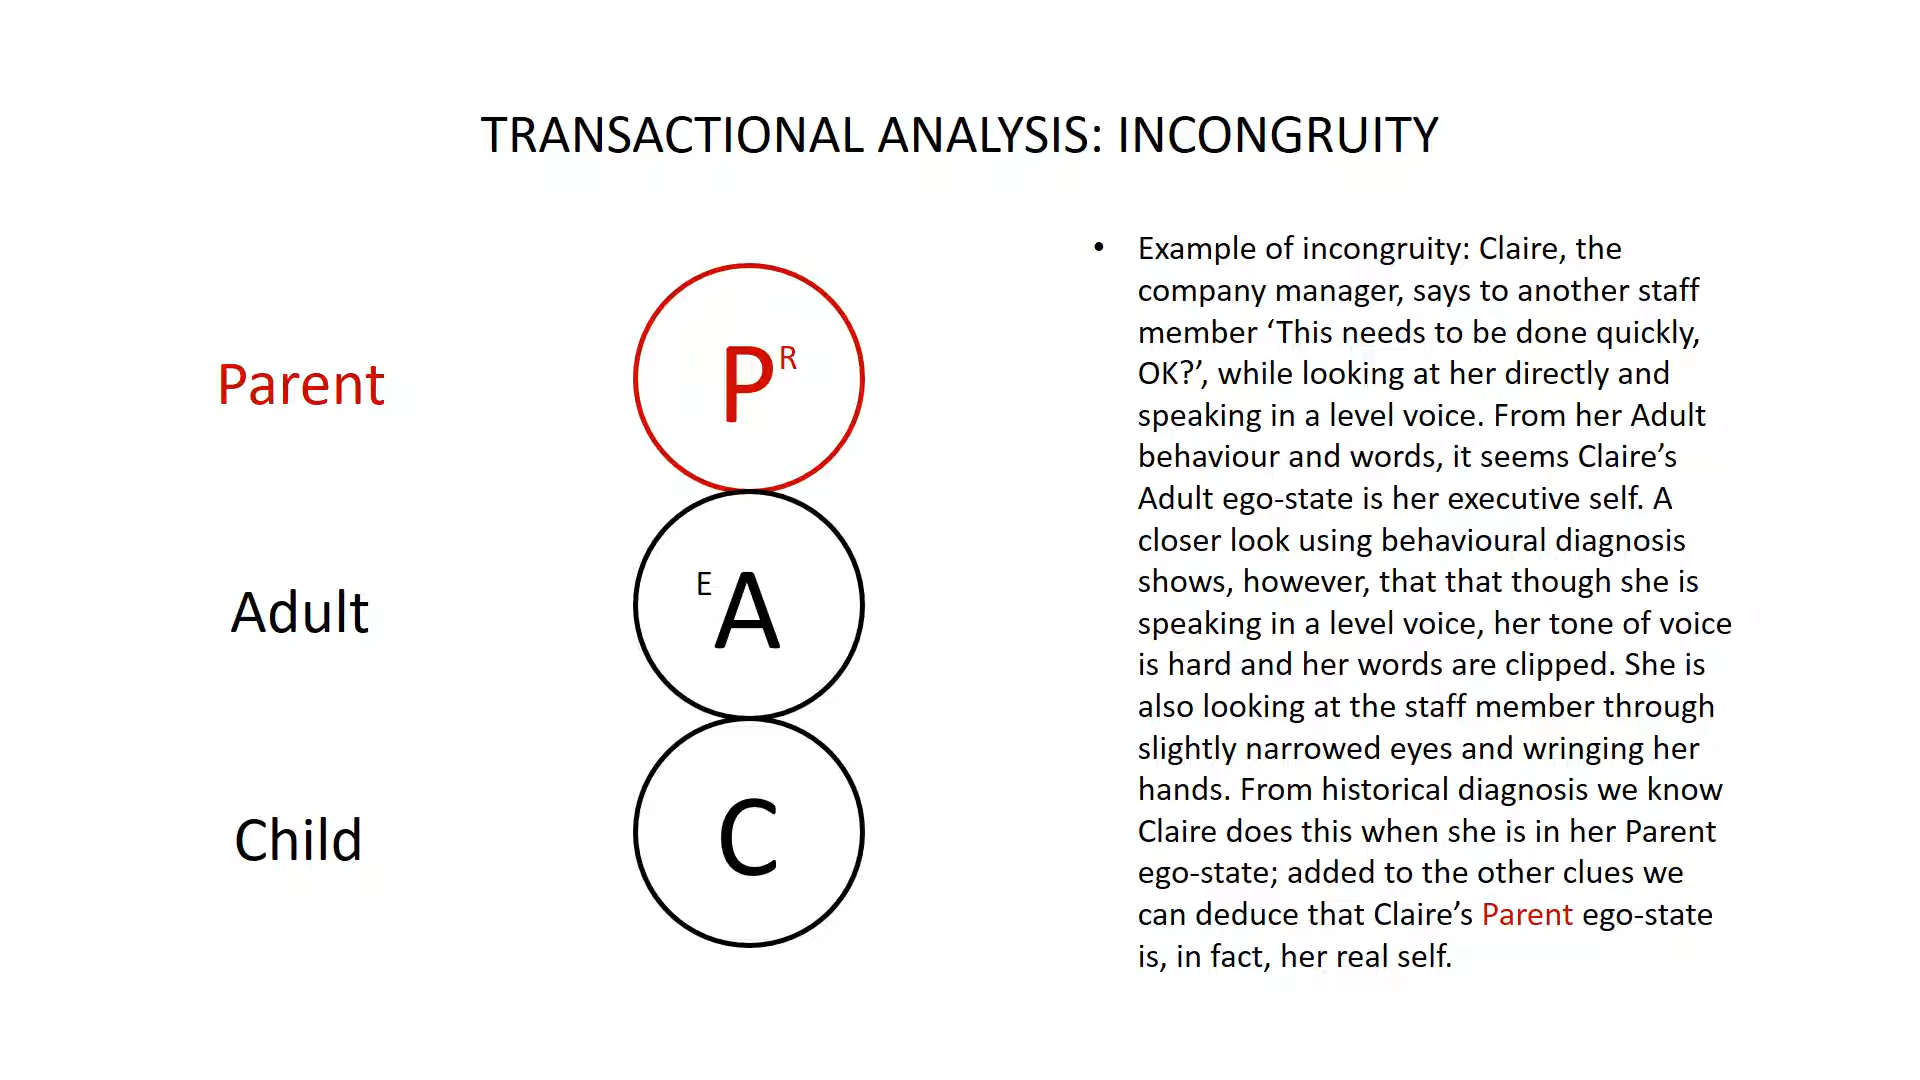 TRANSACTIONAL ANALYSIS: INCONGRUITY
Parent
P R
Adult
E A
Child
C
• Example of incongruity: Claire, the
company manager, says to another staff
member ‘This needs to be done quickly,
OK?’, while looking at her directly and
speaking in a level voice. From her Adult
behaviour and words, it seems Claire’s
Adult ego-state is her executive self. A
closer look using behavioural diagnosis
shows, however, that that though she is
speaking in a level voice, her tone of voice
is hard and her words are clipped. She is
also looking at the staff member through
slightly narrowed eyes and wringing her
hands. From historical diagnosis we know
Claire does this when she is in her Parent
ego-state; added to the other clues we
can deduce that Claire’s Parent ego-state
is, in fact, her real self.